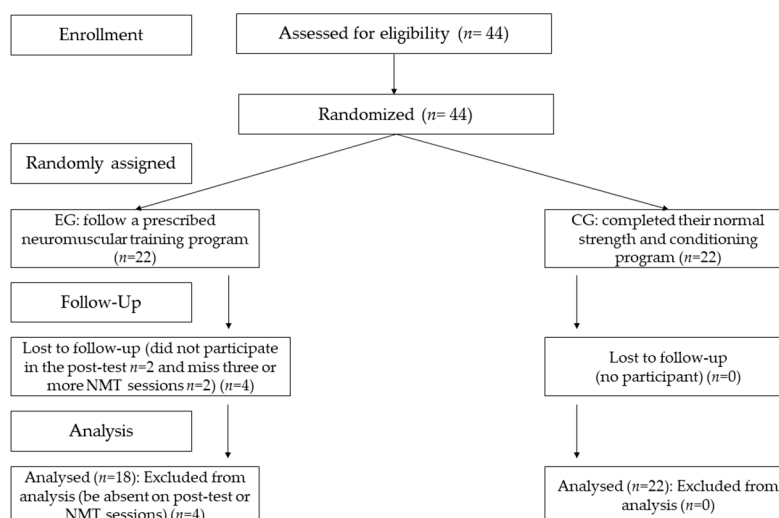 Enrollment
Assessed for eligibility (n= 44)
Randomized (n= 44)
Randomly assigned
EG: follow a prescribed
neuromuscular training program
(n=22)
CG: completed their normal
strength and conditioning
program (n=22)
Follow-Up
Lost to follow-up (did not participate
in the post-test n=2 and miss three or
more NMT sessions n=2) (n=4)
Lost to follow-up
(no participant) (n=0)
Analysis
Analysed (n=18): Excluded from
analysis (be absent on post-test or
NMT sessions) (n=4)
Analysed (n=22): Excluded from
analysis (n=0)